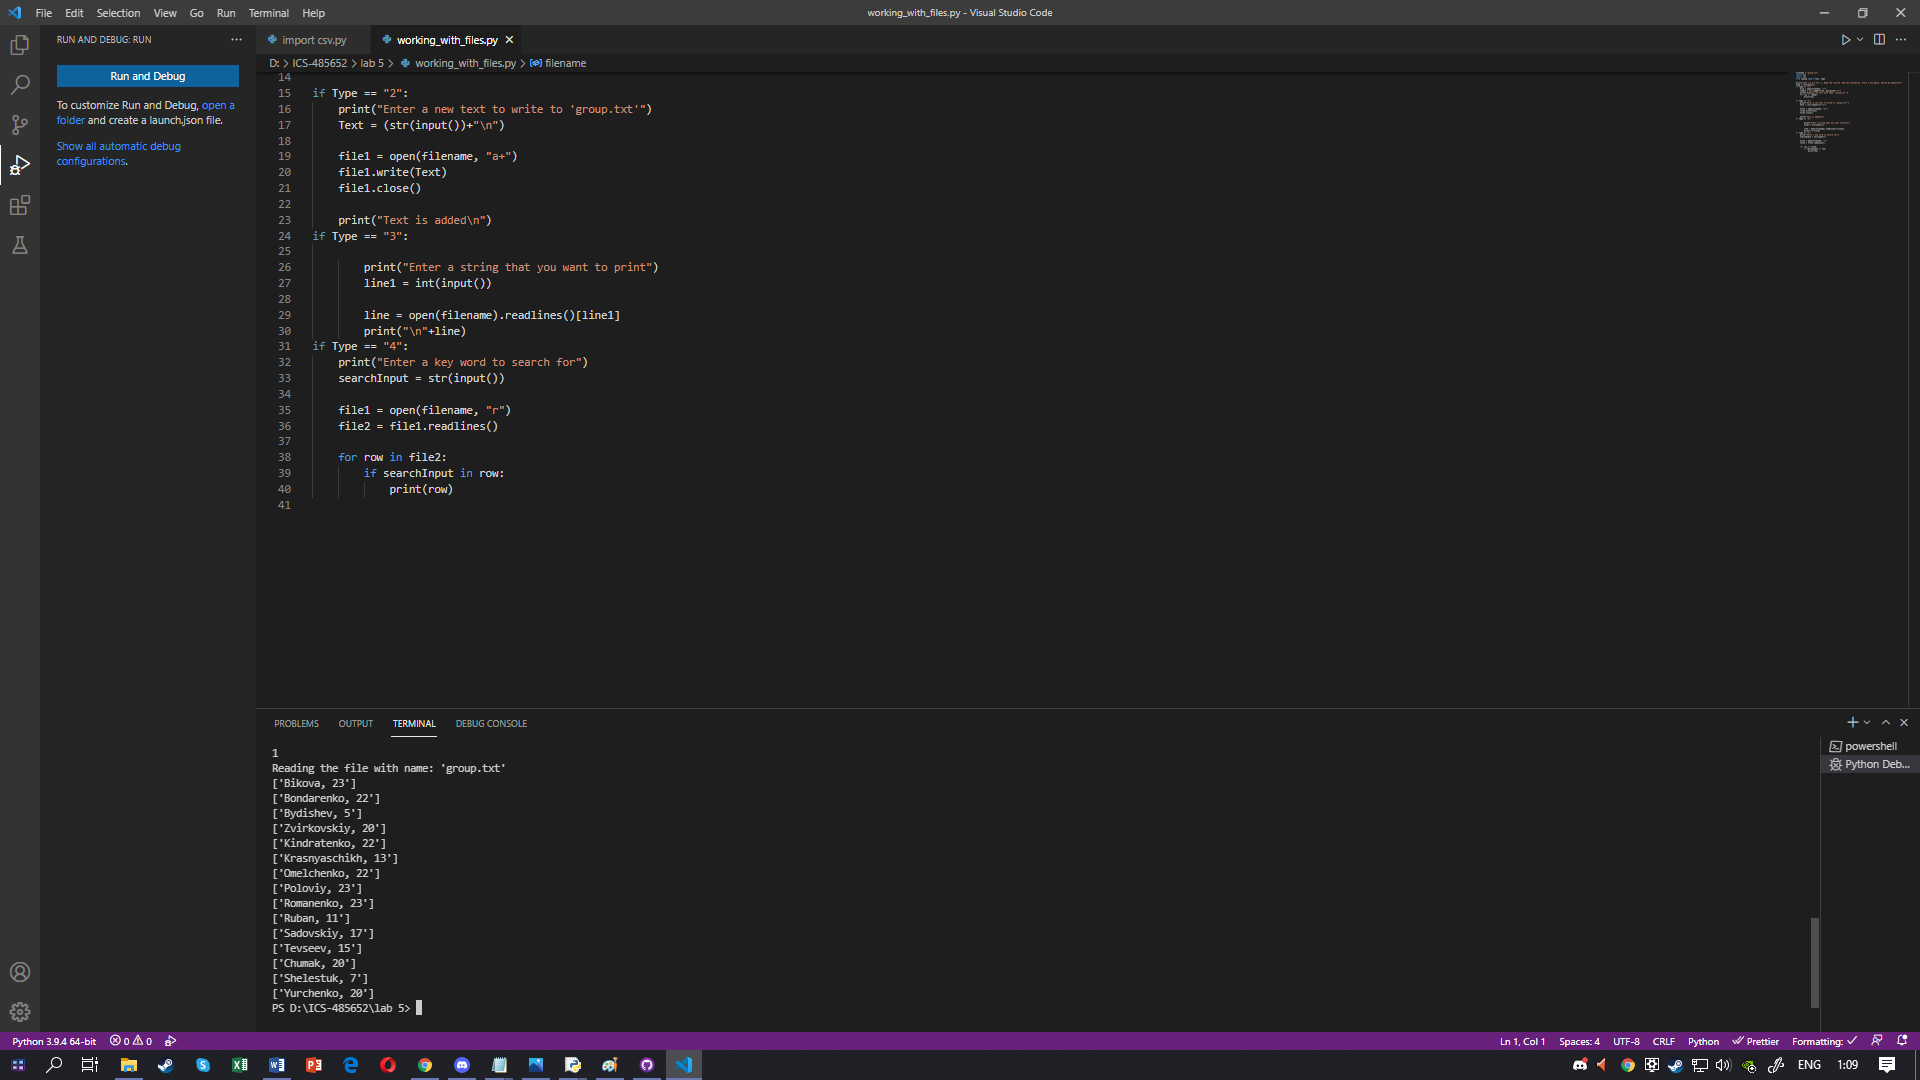 File Edit Selection View Go Run Terminal Help
working_with_files.py - Visual Studio Code
RUN AND DEBUG: RUN
Run and Debug
To customize Run and Debug, open a
folder and create a launch.json file.
Show all automatic debug
configurations.
import csv.py
working_with_files.py
D: > ICS-485652 > lab 5 > working_with_files.py > filename
14
15 if Type == "2":
16     print("Enter a new text to write to 'group.txt'")
17     Text = (str(input())+"\n")
18
19     file1 = open(filename, "a+")
20     file1.write(Text)
21     file1.close()
22
23     print("Text is added\n")
24 if Type == "3":
25
26         print("Enter a string that you want to print")
27         line1 = int(input())
28
29         line = open(filename).readlines()[line1]
30         print("\n"+line)
31 if Type == "4":
32     print("Enter a key word to search for")
33     searchInput = str(input())
34
35     file1 = open(filename, "r")
36     file2 = file1.readlines()
37
38     for row in file2:
39         if searchInput in row:
40             print(row)
41
PROBLEMS OUTPUT TERMINAL DEBUG CONSOLE
powershell
Python Deb...
1
Reading the file with name: 'group.txt'
['Bikova, 23']
['Bondarenko, 22']
['Bydishev, 5']
['Zvirkovskiy, 20']
['Kindratenko, 22']
['Krasnyaschikh, 13']
['Omelchenko, 22']
['Poloviy, 23']
['Romanenko, 23']
['Ruban, 11']
['Sadovskiy, 17']
['Tevseev, 15']
['Chumak, 20']
['Shelestuk, 7']
['Yurchenko, 20']
PS D:\ICS-485652\lab 5>
Python 3.9.4 64-bit 0 0
Ln 1, Col 1 Spaces: 4 UTF-8 CRLF Python Prettier Formatting:
ENG 1:09